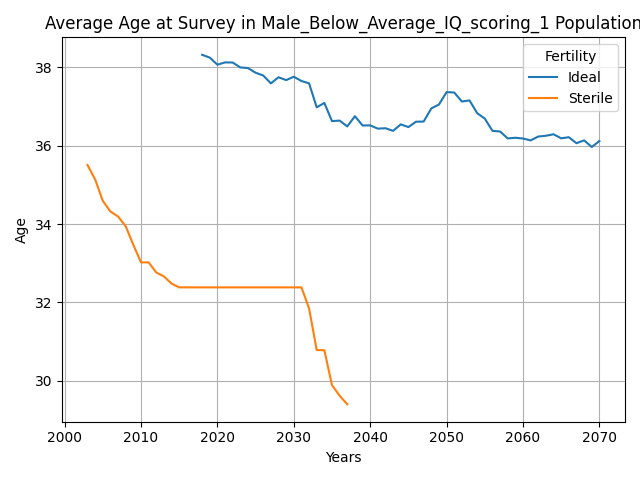 Average Age at Survey in Male_Below_Average_IQ_scoring_1 Population
Fertility
Ideal
Sterile
38
36
34
32
30
Age
2000 2010 2020 2030 2040 2050 2060 2070
Years